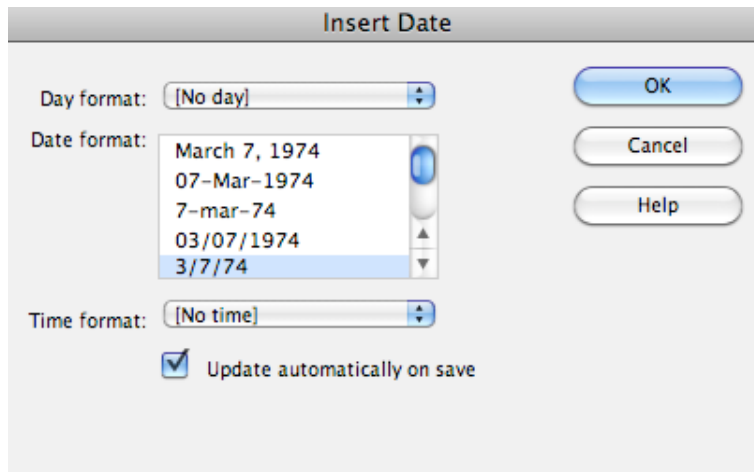 Insert Date
Day format: [No day]
OK
Date format:
March 7, 1974
07-Mar-1974
7-mar-74
03/07/1974
3/7/74
Cancel
Help
Time format: [No time]
Update automatically on save